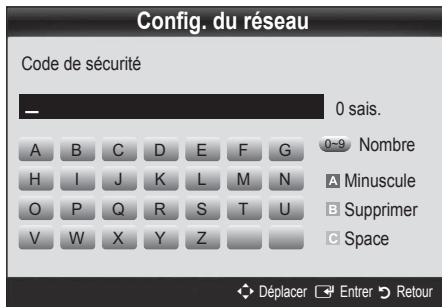 Config. du réseau
Code de sécurité
_ 0 sais.
A B C D E F G 0~9 Nombre
H I J K L M N A Minuscule
O P Q R S T U B Supprimer
V W X Y Z C Space
Déplacer Entrer Retour